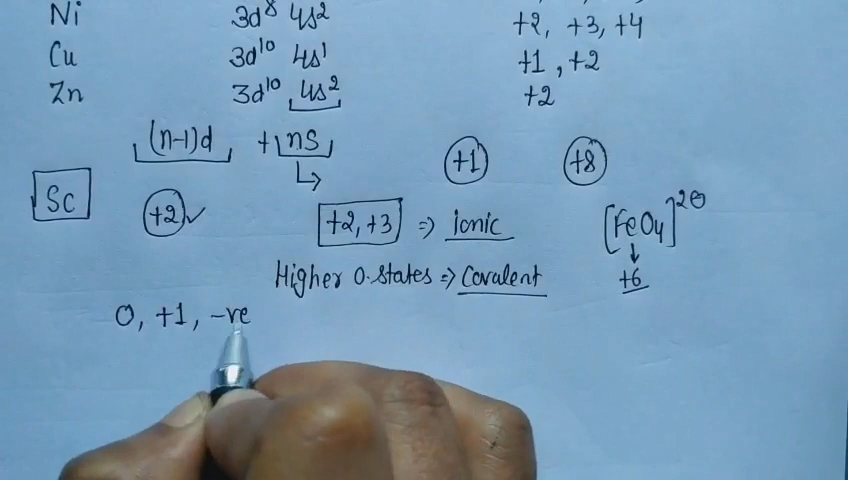 Ni 3d⁸ 4s² +2, +3, +4
Cu 3d¹⁰ 4s¹ +1, +2
Zn 3d¹⁰ 4s² +2
(n-1)d + ns +1 +8
Sc +2 ✓ +2, +3 ⇒ Ionic [FeO₄]²⊖
Higher O.states ⇒ Covalent +6
0, +1, -ve